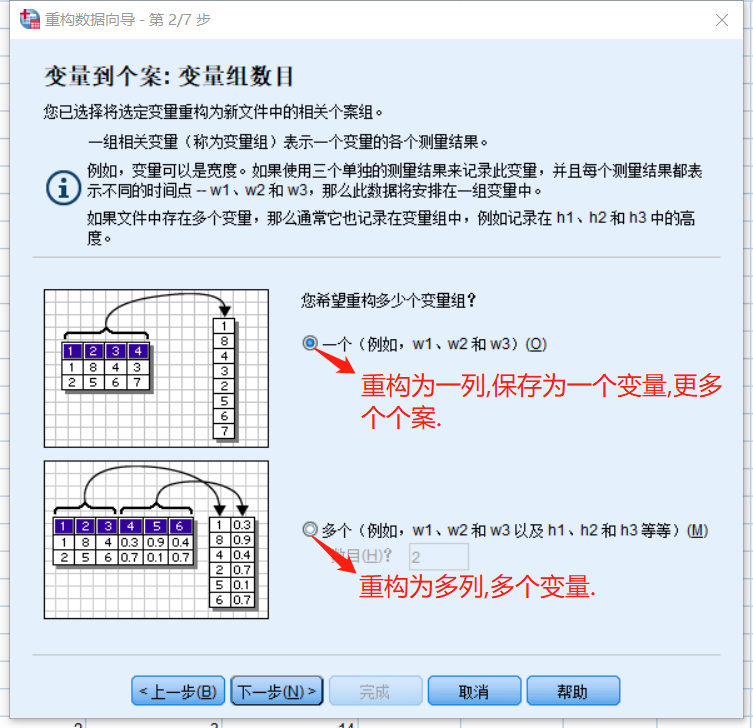 重构数据向导 - 第 2/7 步
变量到个案: 变量组数目
您已选择将选定变量重构为新文件中的相关个案组。
一组相关变量（称为变量组）表示一个变量的各个测量结果。
例如，变量可以是宽度。如果使用三个单独的测量结果来记录此变量，并且每个测量结果都表
示不同的时间点 -- w1、w2 和 w3，那么此数据将安排在一组变量中。
如果文件中存在多个变量，那么通常它也记录在变量组中，例如记录在 h1、h2 和 h3 中的高
度。
您希望重构多少个变量组?
一个（例如，w1、w2 和 w3）(O)
重构为一列,保存为一个变量,更多
个个案.
1 2 3 4
1 8 4 3
2 5 6 7
1
8
4
3
2
5
6
7
多个（例如，w1、w2 和 w3 以及 h1、h2 和 h3 等等）(M)
数目(H)? 2
重构为多列,多个变量.
1 2 3 4 5 6
1 8 4 0.3 0.9 0.4
2 5 6 0.7 0.1 0.7
1 0.3
8 0.9
4 0.4
2 0.7
5 0.1
6 0.7
< 上一步(B) 下一步(N) > 完成 取消 帮助